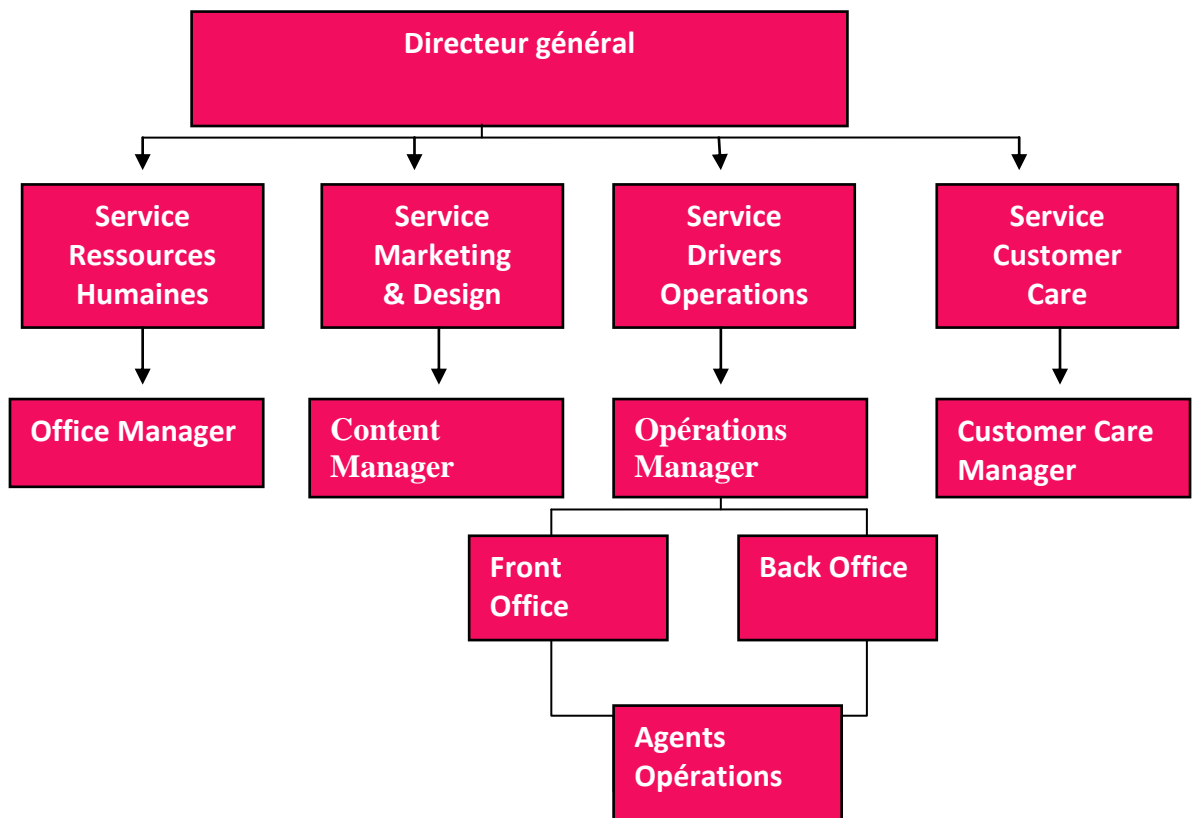 Directeur général
Service
Ressources
Humaines
Service
Marketing
& Design
Service
Drivers
Operations
Service
Customer
Care
Office Manager
Content
Manager
Opérations
Manager
Customer Care
Manager
Front
Office
Back Office
Agents
Opérations